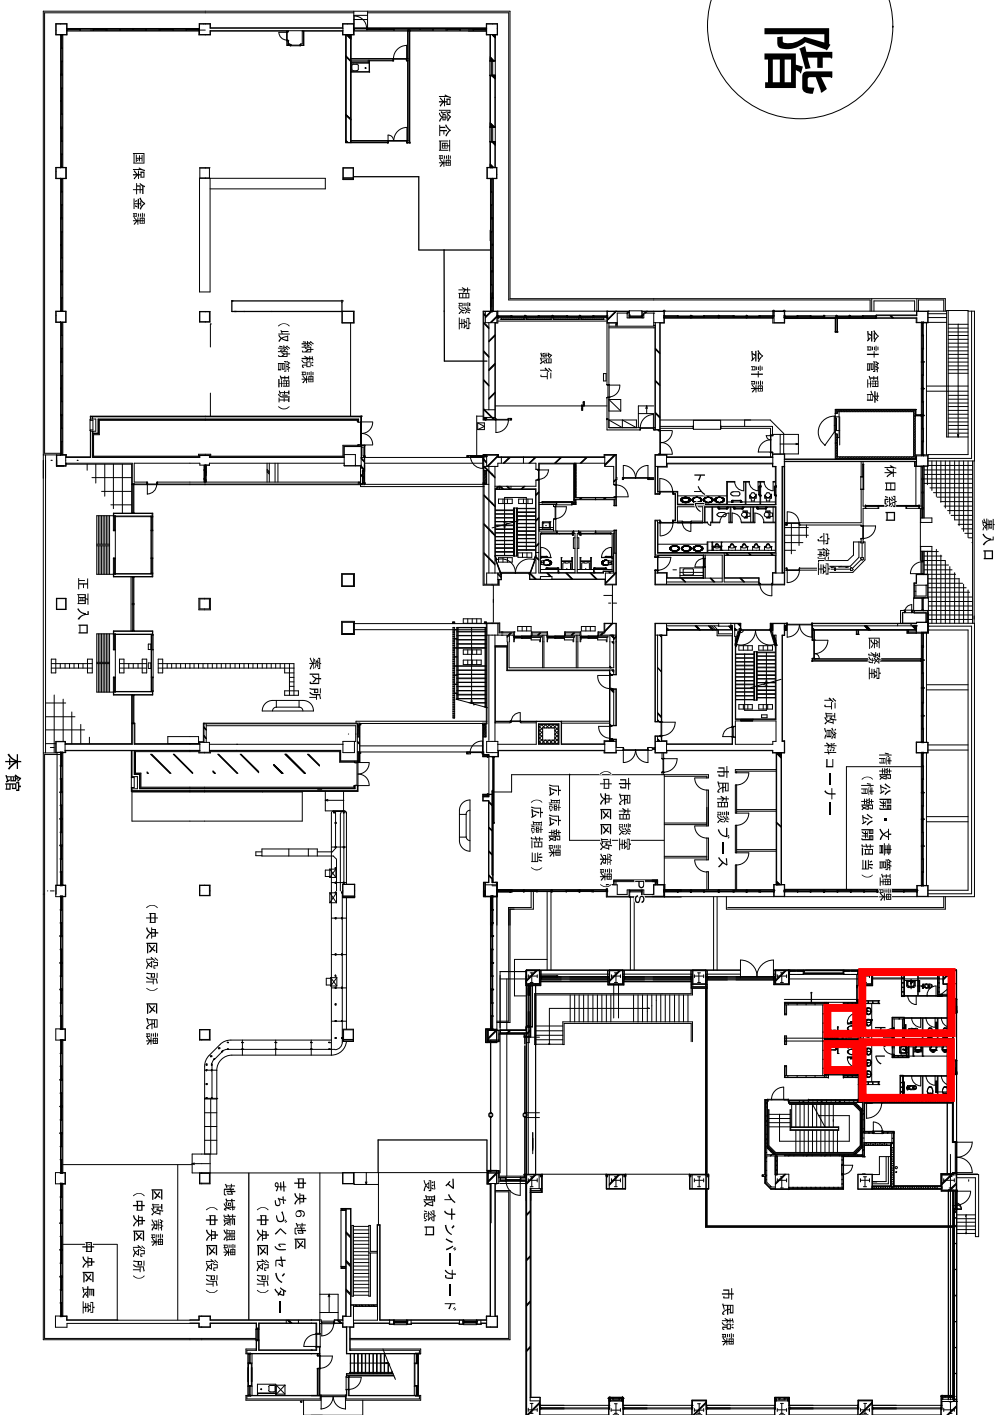 階
保険企画課
国保年金課
相談室
納税課
(収納管理班)
銀行
会計課
会計管理者
休日窓口
トイ
守衛室
裏入口
正面入口
案内所
医務室
行政資料コーナー
情報公開・文書管理課
(情報公開担当)
市民相談ブース
市民相談室
(中央区区政策課)
広聴広報課
(広聴担当)
PS
本館
(中央区役所)区民課
トイレ
マイナンバーカード
受取窓口
中央6地区
まちづくりセンター
(中央区役所)
地域振興課
(中央区役所)
区政策課
(中央区役所)
中央区長室
市民税課